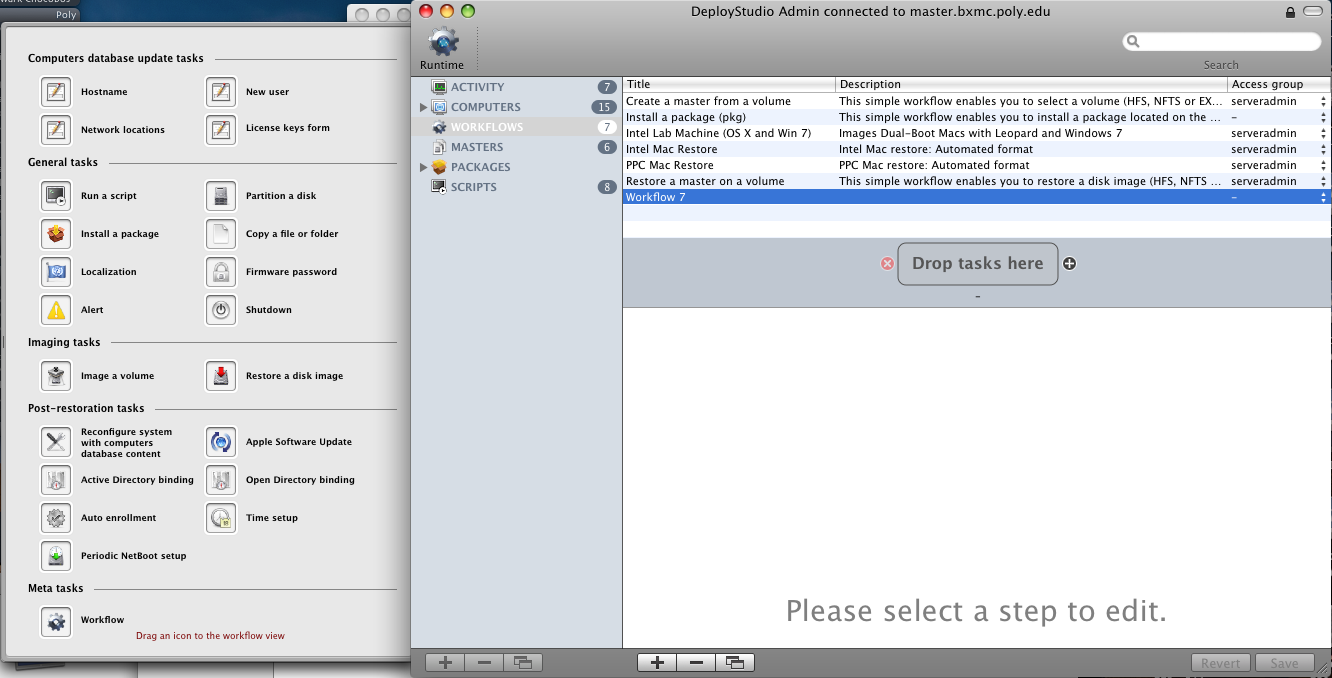 Poly
Computers database update tasks
Hostname
New user
Network locations
License keys form
General tasks
Run a script
Partition a disk
Install a package
Copy a file or folder
Localization
Firmware password
Alert
Shutdown
Imaging tasks
Image a volume
Restore a disk image
Post-restoration tasks
Reconfigure system
with computers
database content
Apple Software Update
Active Directory binding
Open Directory binding
Auto enrollment
Time setup
Periodic NetBoot setup
Meta tasks
Workflow
Drag an icon to the workflow view
DeployStudio Admin connected to master.bxmc.poly.edu
Runtime
Search
ACTIVITY 7
COMPUTERS 15
WORKFLOWS 7
MASTERS 6
PACKAGES
SCRIPTS 8
Title Description Access group
Create a master from a volume This simple workflow enables you to select a volume (HFS, NFTS or EX... serveradmin
Install a package (pkg) This simple workflow enables you to install a package located on the ... –
Intel Lab Machine (OS X and Win 7) Images Dual-Boot Macs with Leopard and Windows 7 serveradmin
Intel Mac Restore Intel Mac restore: Automated format serveradmin
PPC Mac Restore PPC Mac restore: Automated format serveradmin
Restore a master on a volume This simple workflow enables you to restore a disk image (HFS, NFTS ... serveradmin
Workflow 7 –
Drop tasks here
-
Please select a step to edit.
Revert Save